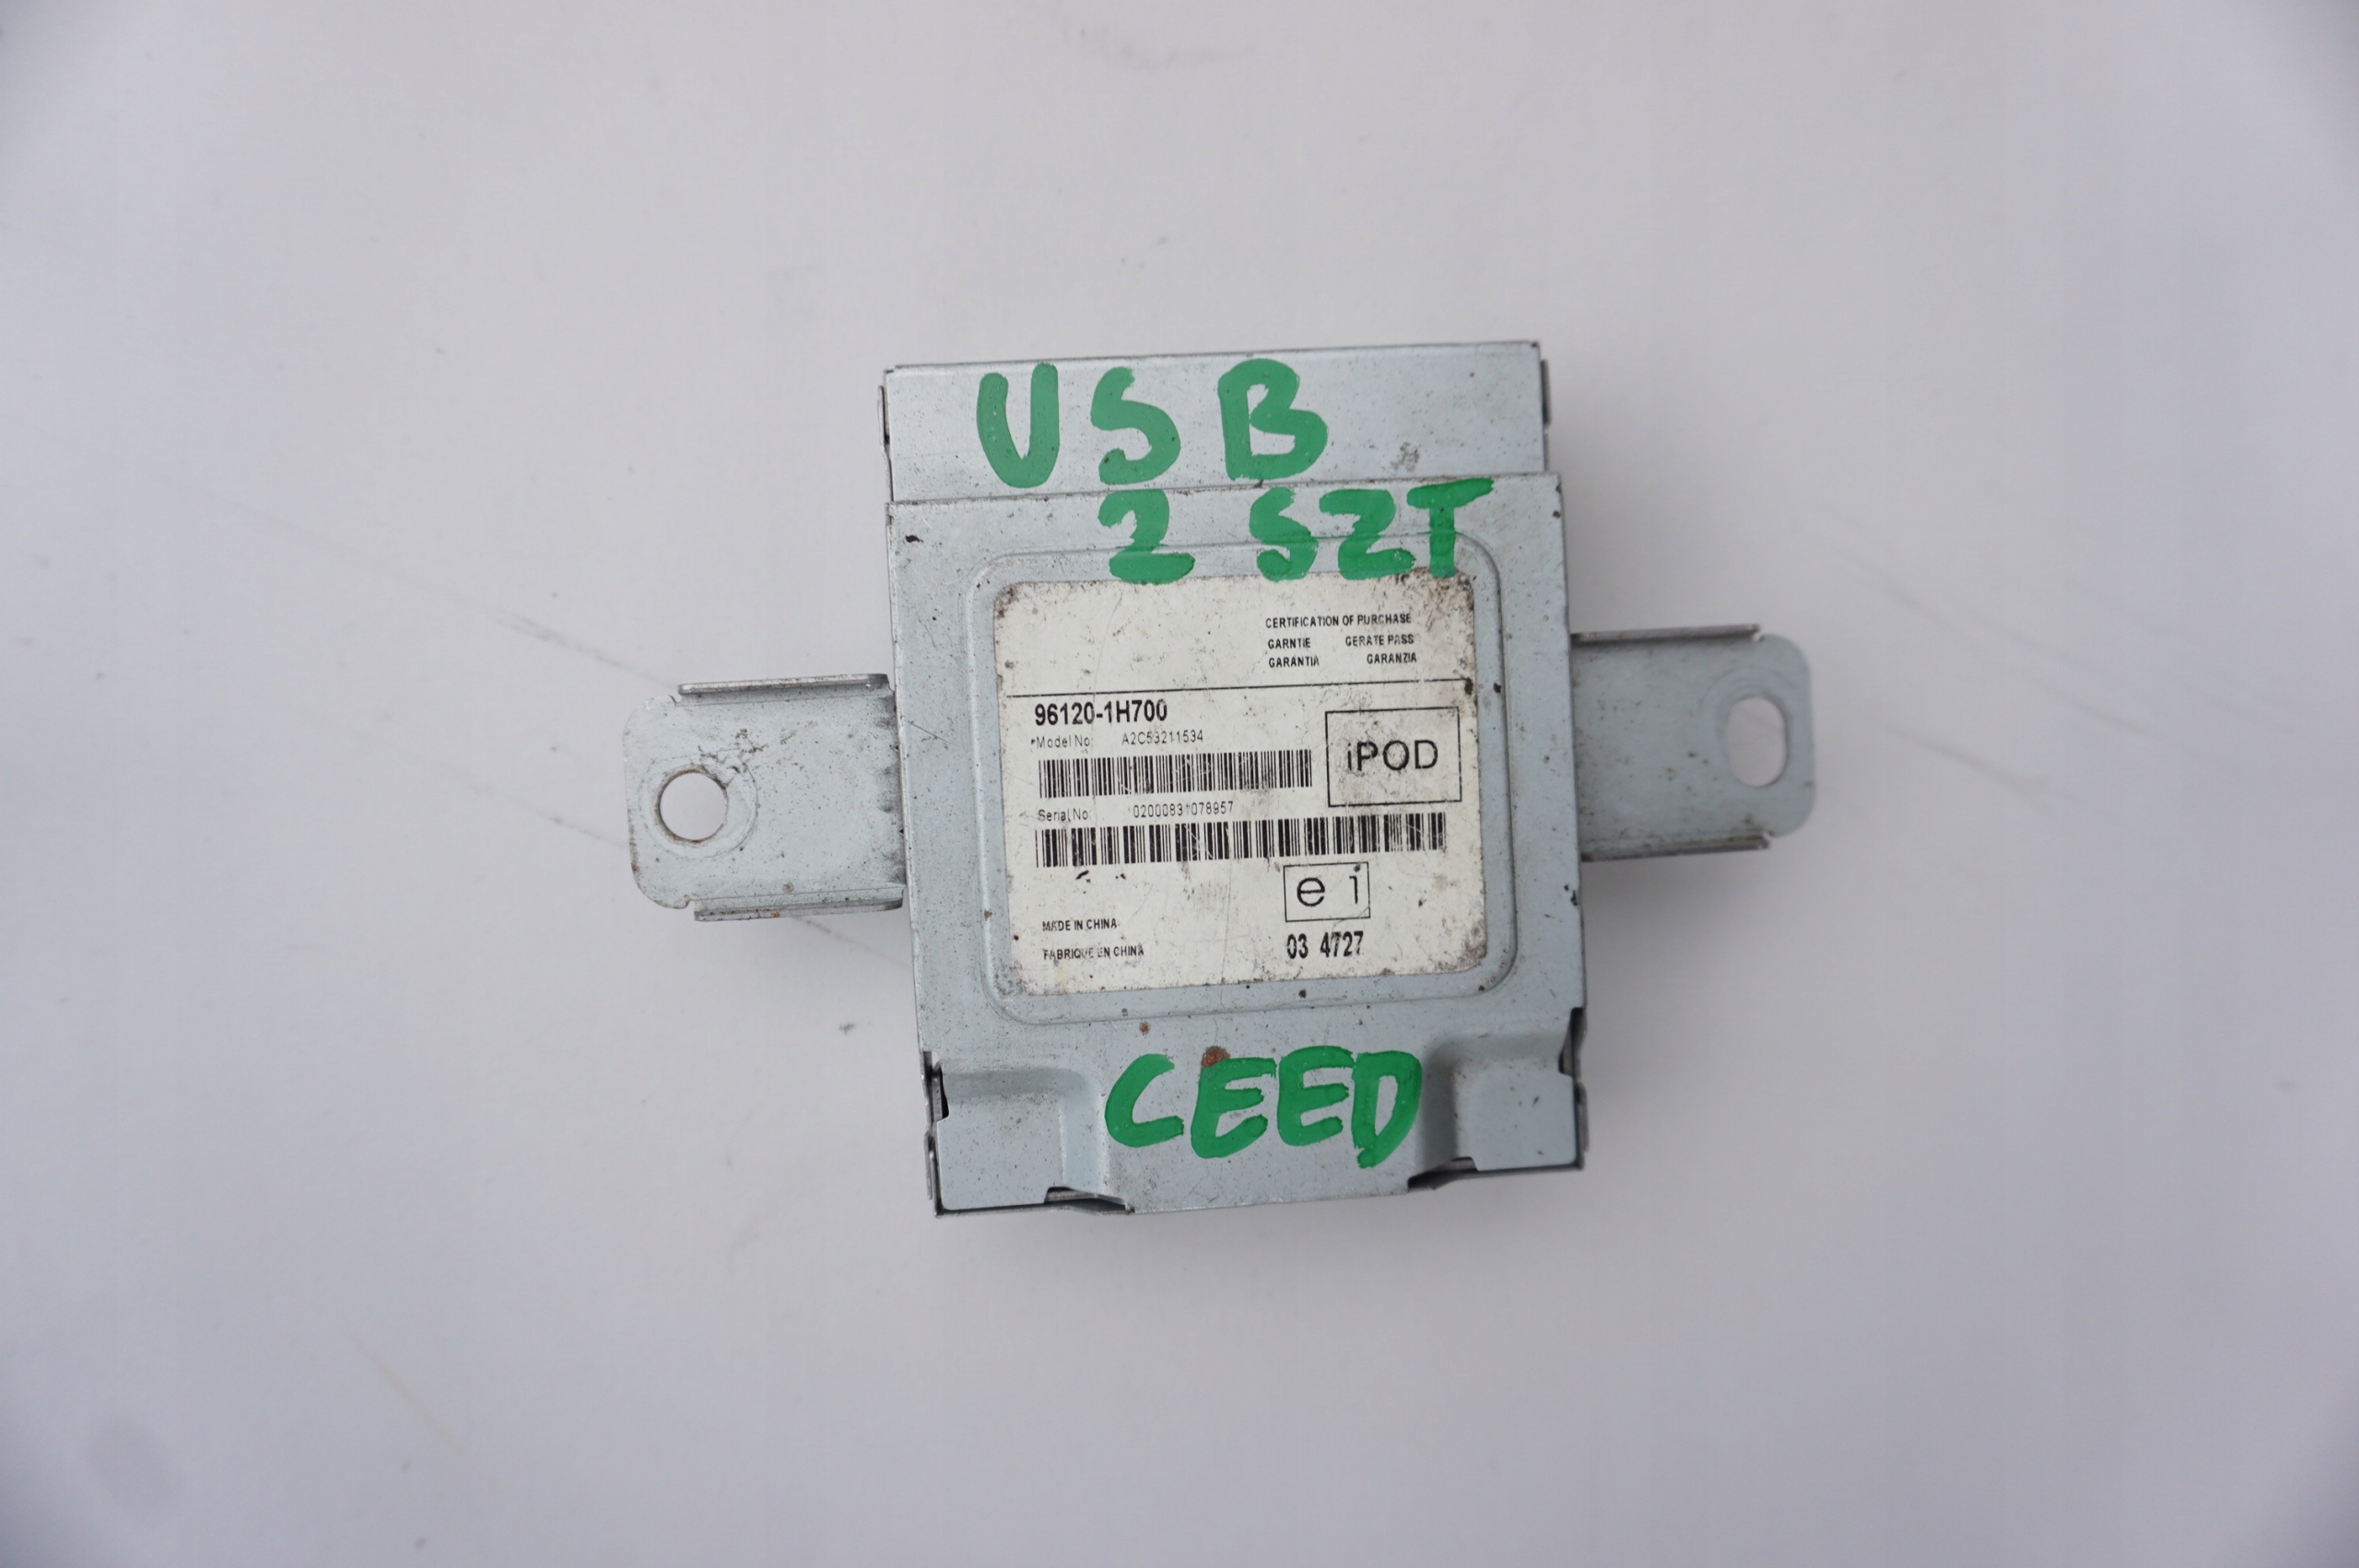 USB
2 SZT
CERTIFICATION OF PURCHASE
GARNTIE GERATE PASS
GARANTIA GARANZIA
96120-1H700
*Model No: A2C53211534
iPOD
Serial No: 02000831078957
e i
MADE IN CHINA
03 4727
FABRIQUE EN CHINA
CEED